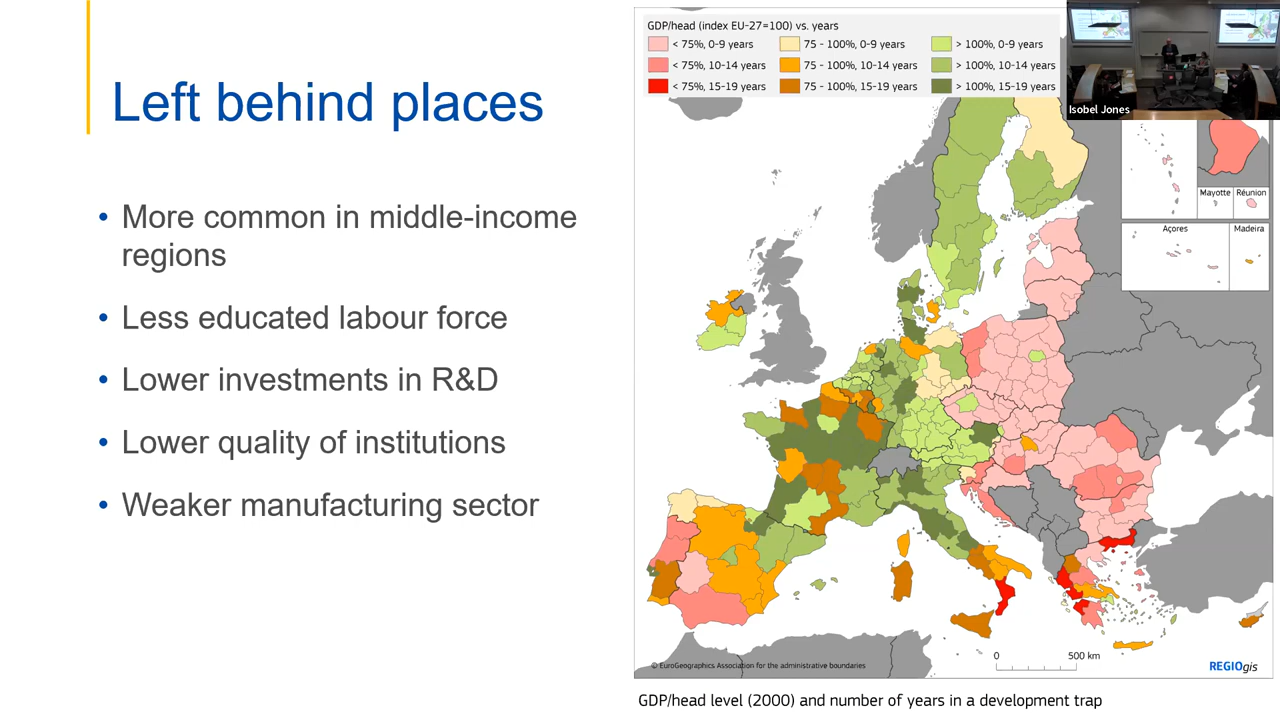 Left behind places
• More common in middle-income
regions
• Less educated labour force
• Lower investments in R&D
• Lower quality of institutions
• Weaker manufacturing sector
GDP/head (index EU-27=100) vs. years
< 75%, 0-9 years
75 - 100%, 0-9 years
> 100%, 0-9 years
< 75%, 10-14 years
75 - 100%, 10-14 years
> 100%, 10-14 years
< 75%, 15-19 years
75 - 100%, 15-19 years
> 100%, 15-19 years
Isobel Jones
Mayotte
Réunion
Açores
Madeira
0
500 km
© EuroGeographics Association for the administrative boundaries
REGIOgis
GDP/head level (2000) and number of years in a development trap